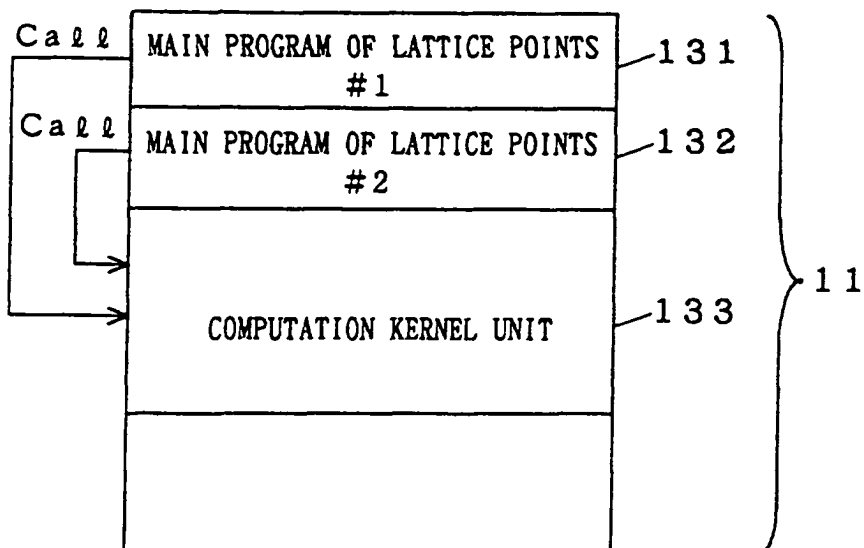 Call
MAIN PROGRAM OF LATTICE POINTS
#1
131
Call
MAIN PROGRAM OF LATTICE POINTS
#2
132
11
COMPUTATION KERNEL UNIT
133